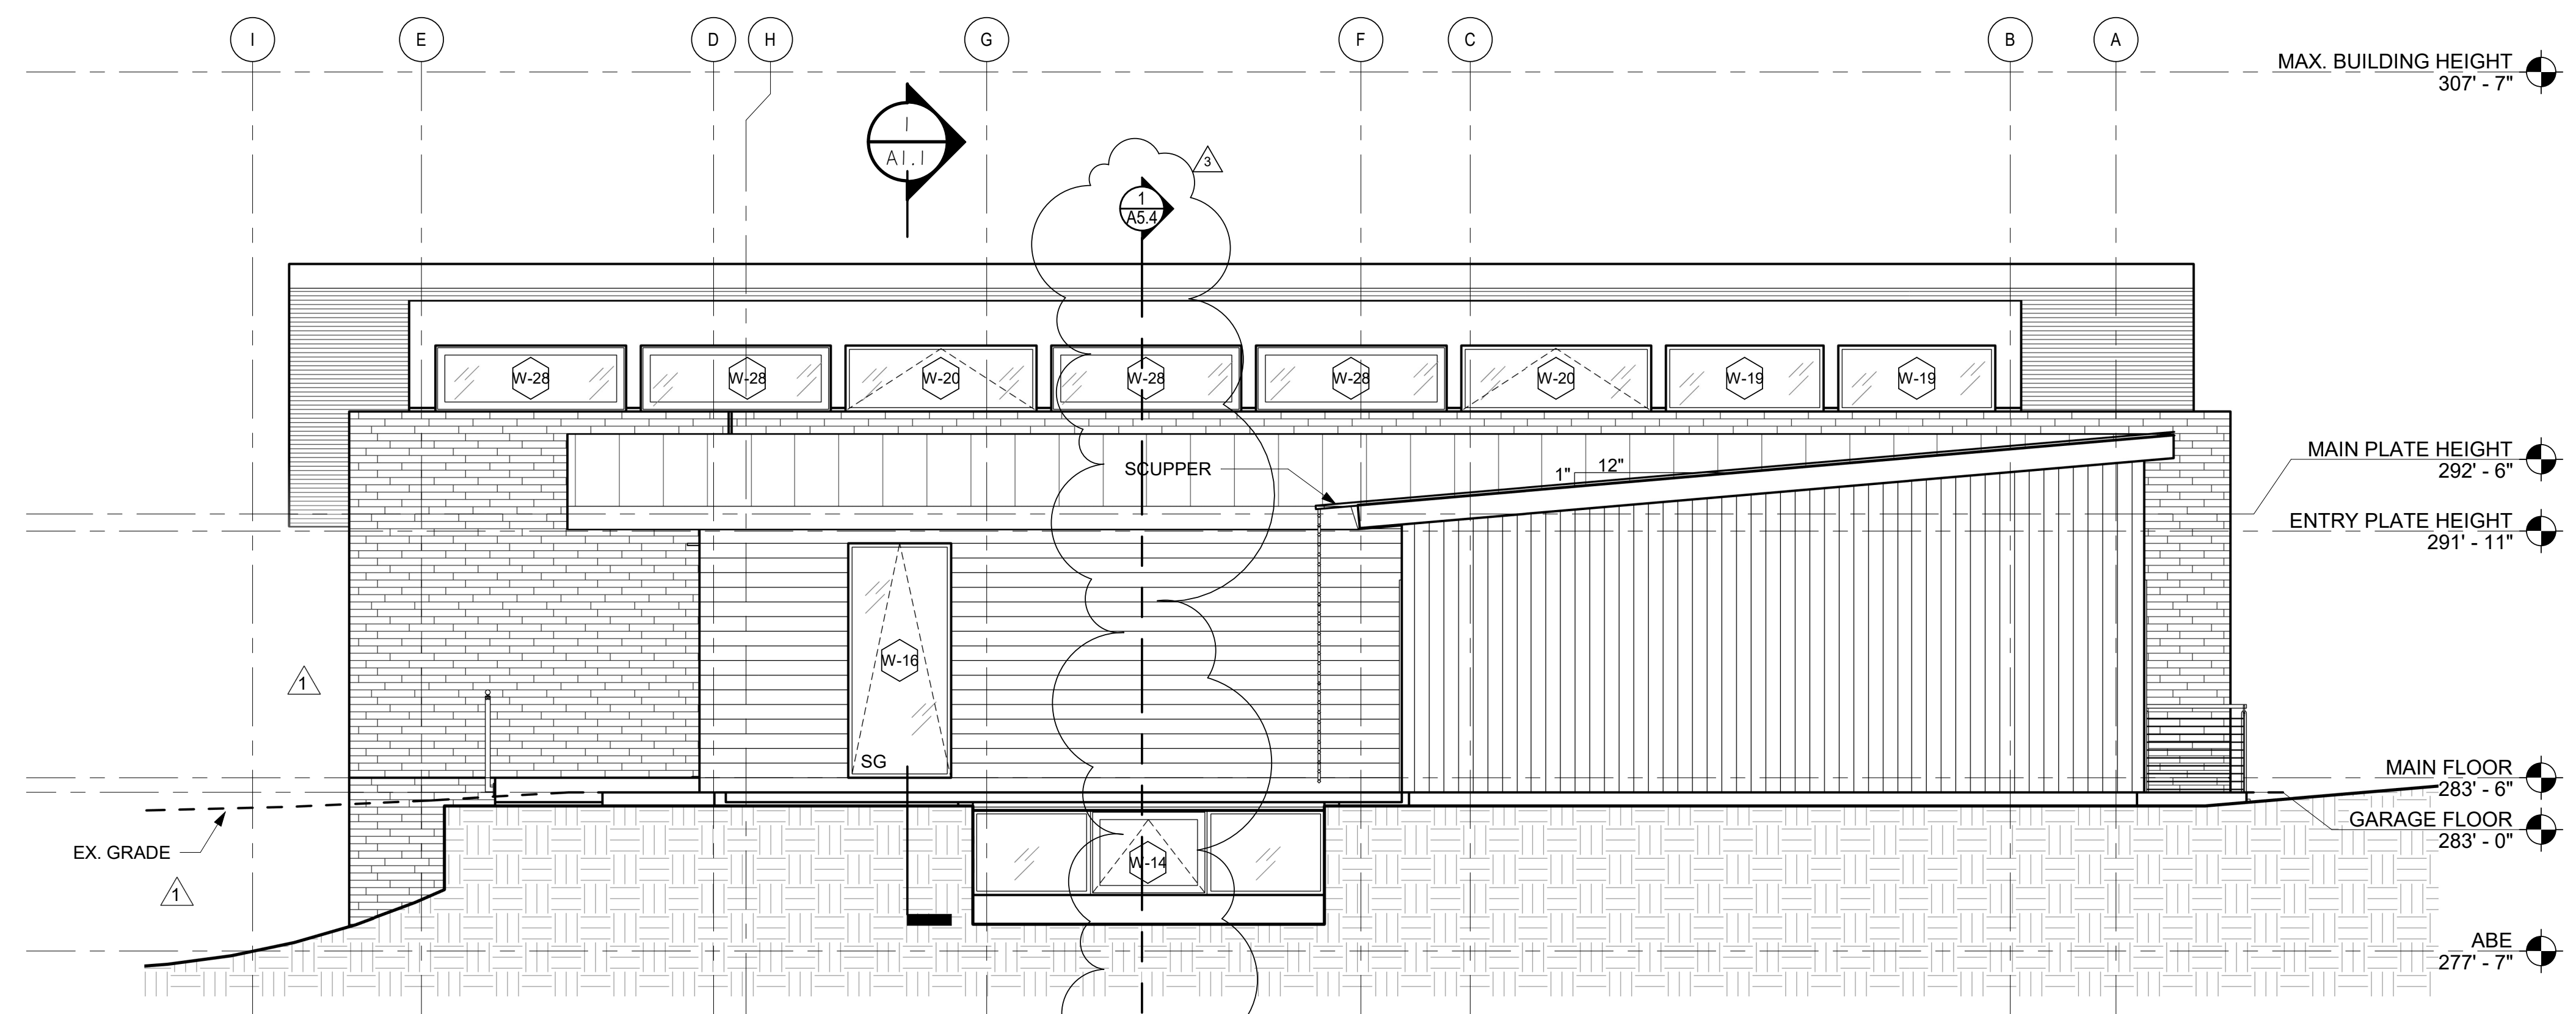 I E D H G F C B A
MAX. BUILDING HEIGHT
307' - 7"
1
A1.1
3
1
A5.4
W-28 W-28 W-20 W-28 W-28 W-20 W-19 W-19
SCUPPER
1" 12"
MAIN PLATE HEIGHT
292' - 6"
ENTRY PLATE HEIGHT
291' - 11"
W-16
1
SG
MAIN FLOOR
283' - 6"
GARAGE FLOOR
283' - 0"
EX. GRADE
W-14
1
ABE
277' - 7"